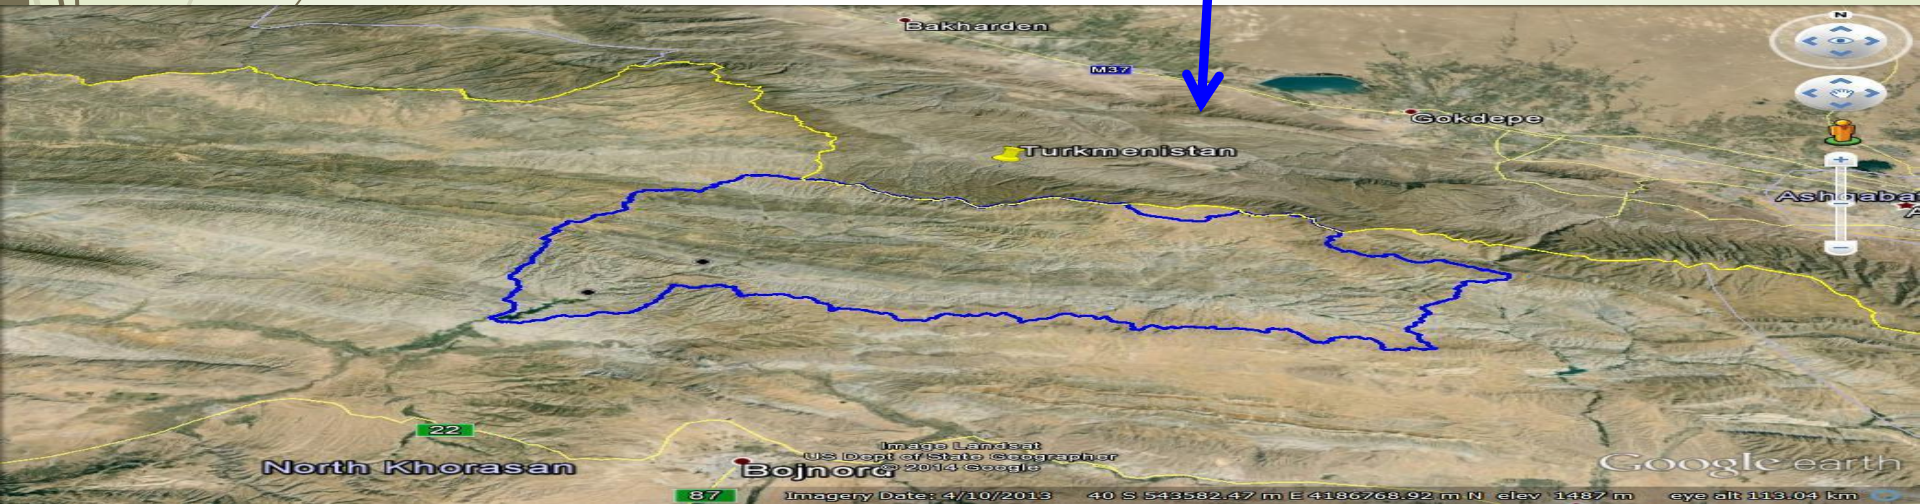 N
Bakharden
M37
Gokdepe
Turkmenistan
Ashgabat
22
North Khorasan
Bojnord
87
Image Landsat
US Dept of State Geographer
© 2014 Google
Google earth
Imagery Date: 4/10/2013 40 S 543582.47 m E 4186768.92 m N elev 1487 m eye alt 113.04 km